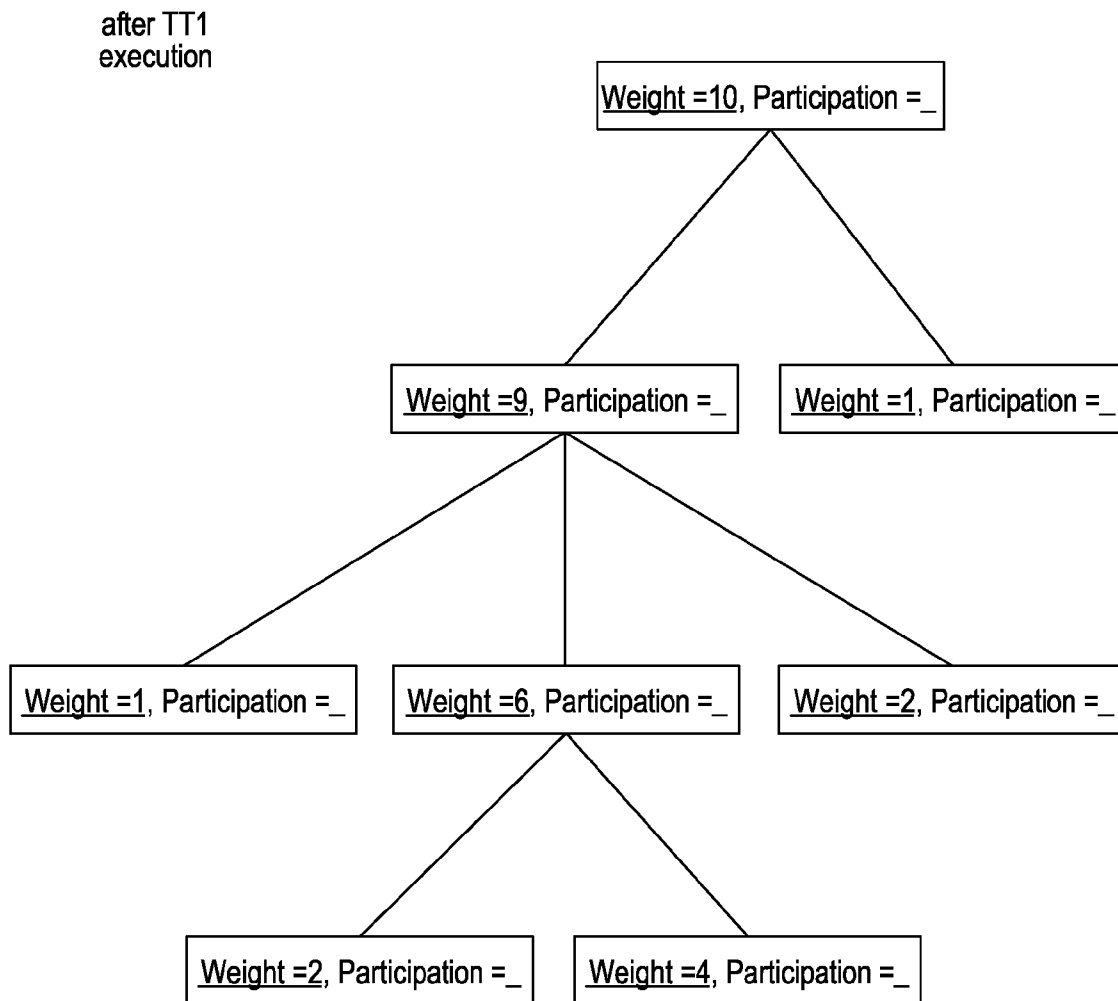 after TT1
execution
Weight =10, Participation =_
Weight =9, Participation =_
Weight =1, Participation =_
Weight =1, Participation =_
Weight =6, Participation =_
Weight =2, Participation =_
Weight =2, Participation =_
Weight =4, Participation =_